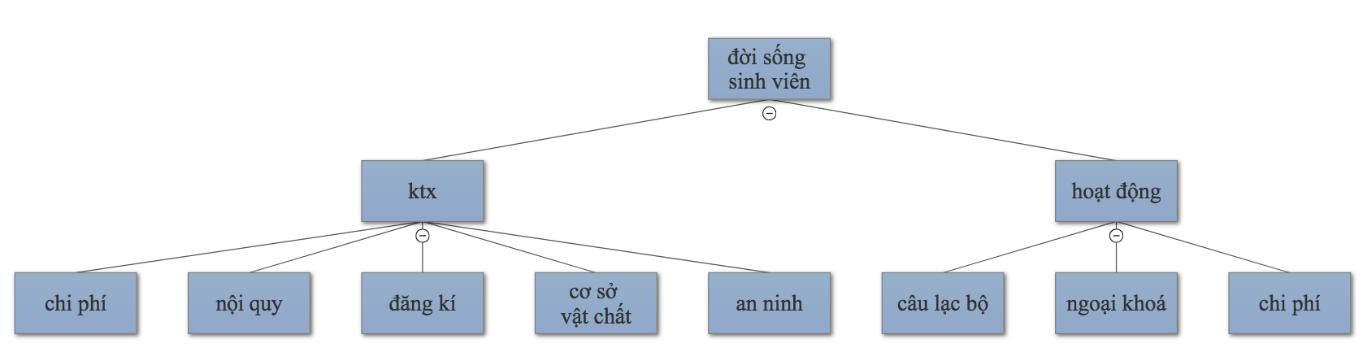 đời sống
sinh viên
ktx
hoạt động
chi phí
nội quy
đăng kí
cơ sở
vật chất
an ninh
câu lạc bộ
ngoại khoá
chi phí